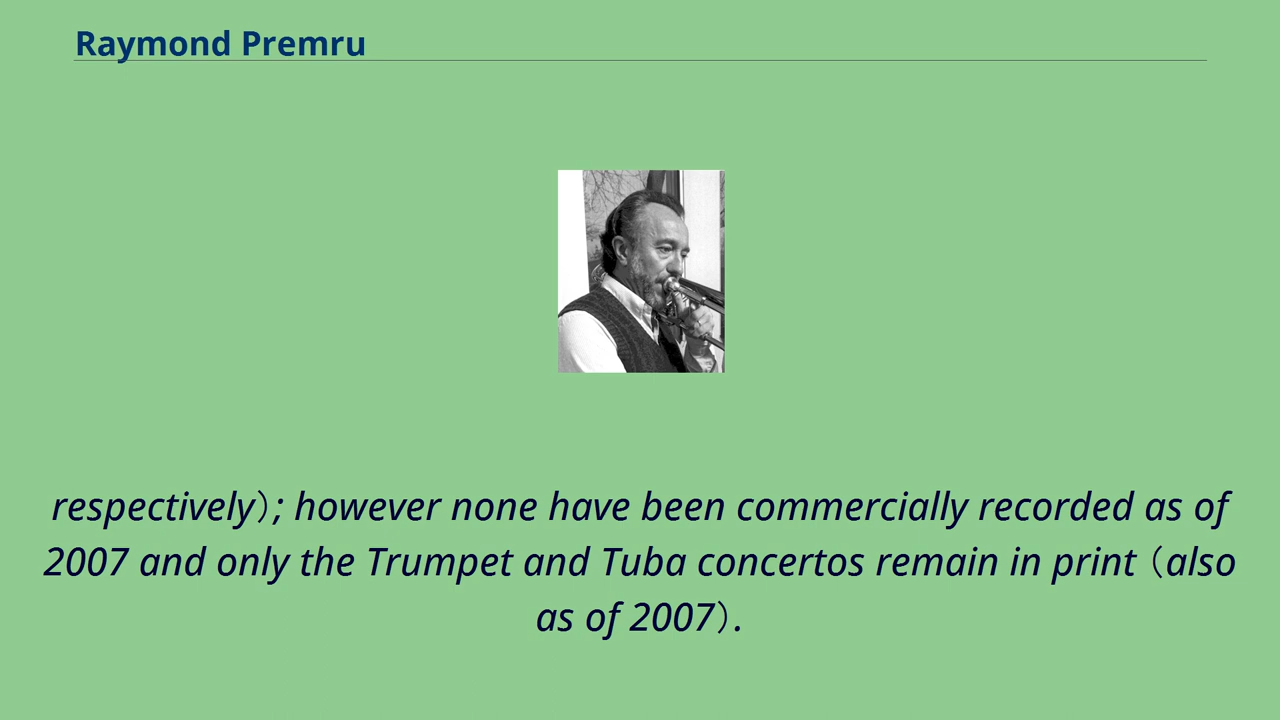 Raymond Premru
respectively); however none have been commercially recorded as of
2007 and only the Trumpet and Tuba concertos remain in print (also
as of 2007).